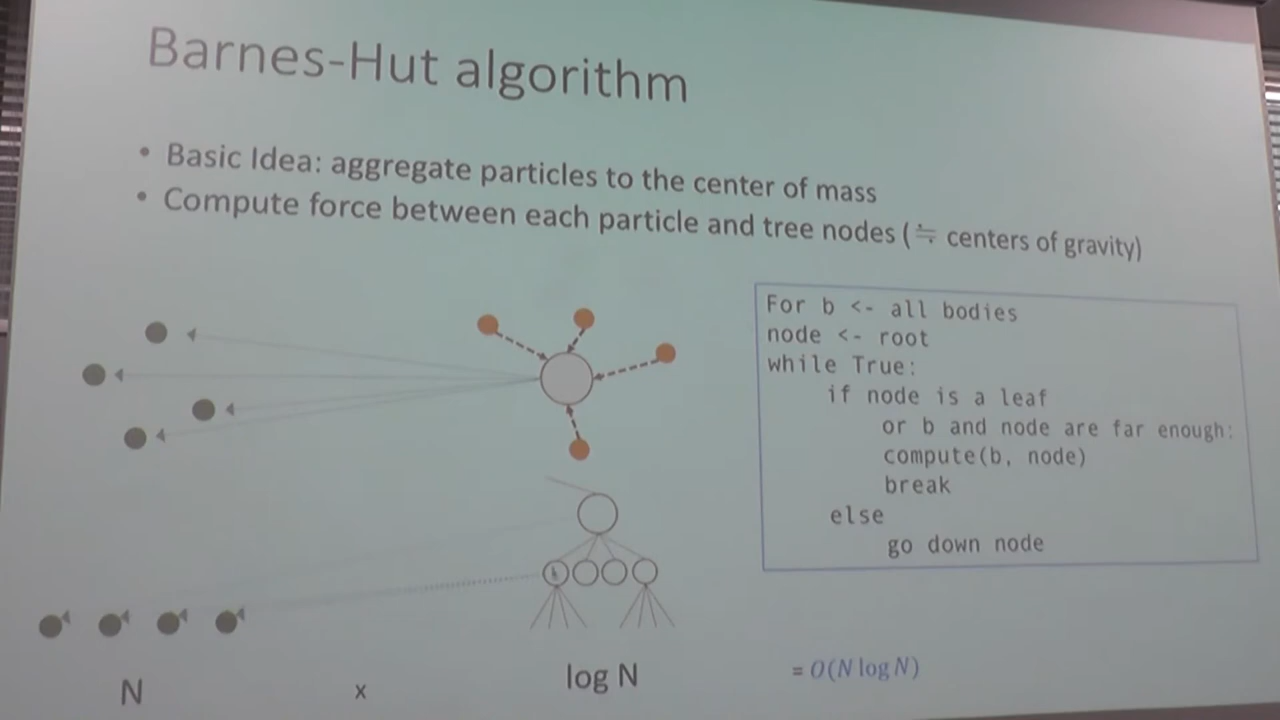 Barnes-Hut algorithm
• Basic Idea: aggregate particles to the center of mass
• Compute force between each particle and tree nodes (≒ centers of gravity)
For b <- all bodies
node <- root
while True:
if node is a leaf
or b and node are far enough:
compute(b, node)
break
else
go down node
N x log N = O(N log N)